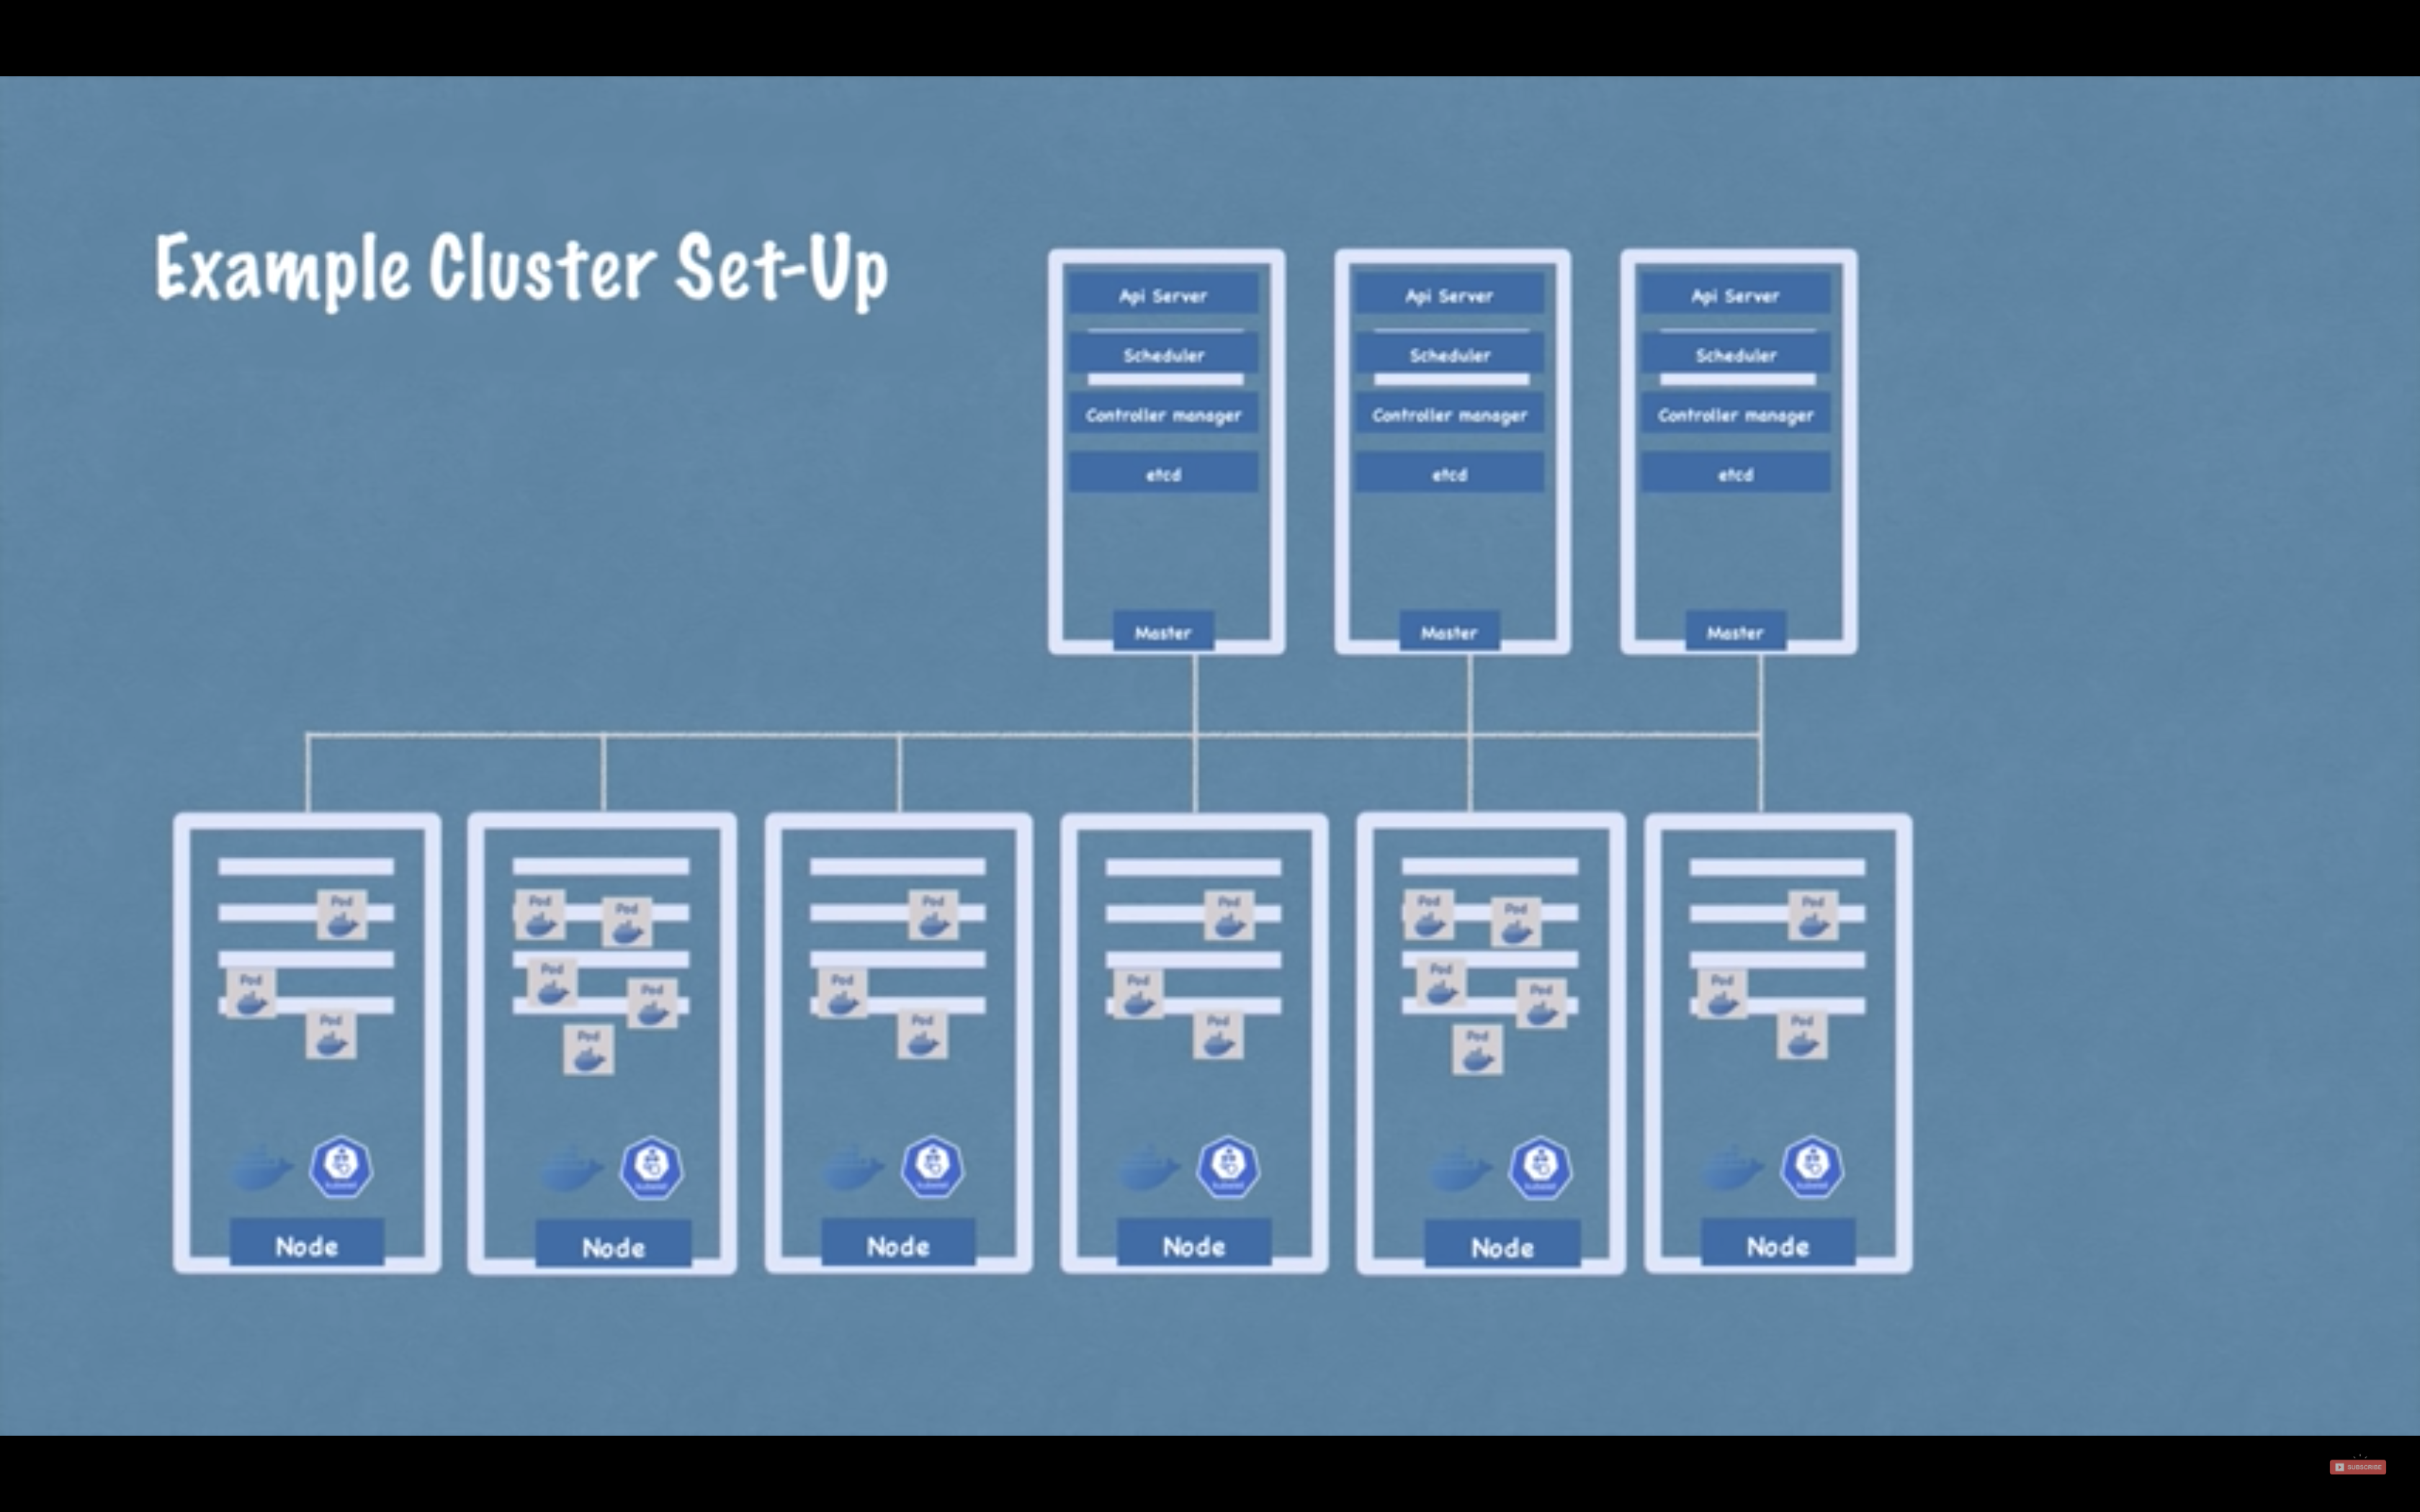 Example Cluster Set-Up
Api Server
Scheduler
Controller manager
etcd
Master
Api Server
Scheduler
Controller manager
etcd
Master
Api Server
Scheduler
Controller manager
etcd
Master
Pod
Pod
Pod
Node
Pod
Pod
Pod
Pod
Pod
Node
Pod
Pod
Pod
Node
Pod
Pod
Pod
Node
Pod
Pod
Pod
Pod
Pod
Node
Pod
Pod
Pod
Node
SUBSCRIBE